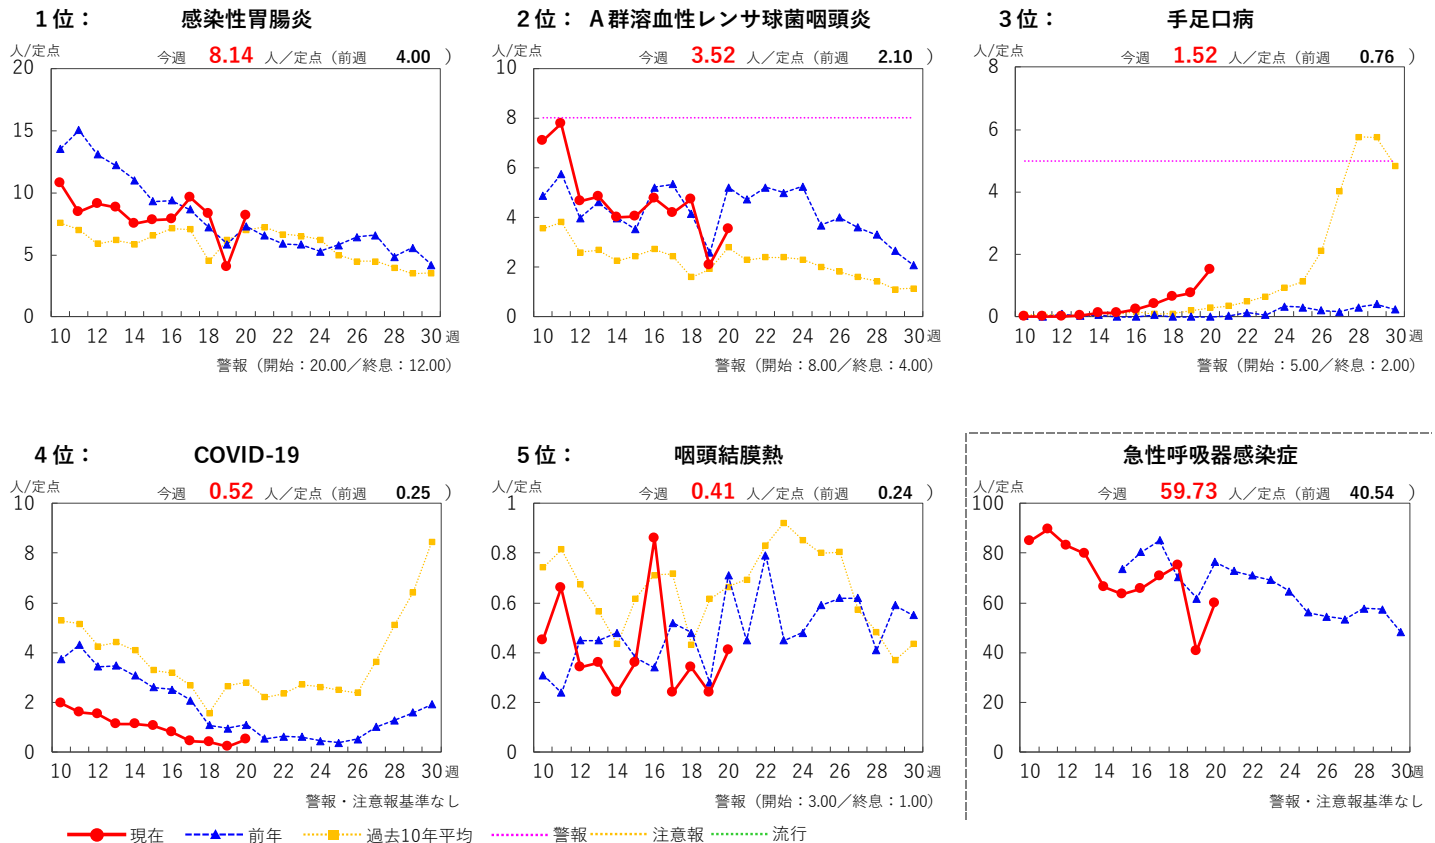 １位： 感染性胃腸炎
人/定点
今週 8.14 人／定点（前週 4.00 ）
20
15
10
5
0
10 12 14 16 18 20 22 24 26 28 30週
警報（開始：20.00／終息：12.00）
２位： Ａ群溶血性レンサ球菌咽頭炎
人/定点
今週 3.52 人／定点（前週 2.10 ）
10
8
6
4
2
0
10 12 14 16 18 20 22 24 26 28 30週
警報（開始：8.00／終息：4.00）
３位： 手足口病
人/定点
今週 1.52 人／定点（前週 0.76 ）
8
6
4
2
0
10 12 14 16 18 20 22 24 26 28 30週
警報（開始：5.00／終息：2.00）
４位： COVID-19
人/定点
今週 0.52 人／定点（前週 0.25 ）
10
8
6
4
2
0
10 12 14 16 18 20 22 24 26 28 30週
警報・注意報基準なし
５位： 咽頭結膜熱
人/定点
今週 0.41 人／定点（前週 0.24 ）
1
0.8
0.6
0.4
0.2
0
10 12 14 16 18 20 22 24 26 28 30週
警報（開始：3.00／終息：1.00）
急性呼吸器感染症
人/定点
今週 59.73 人／定点（前週 40.54 ）
100
80
60
40
20
0
10 12 14 16 18 20 22 24 26 28 30週
警報・注意報基準なし
現在 前年 過去10年平均 警報 注意報 流行